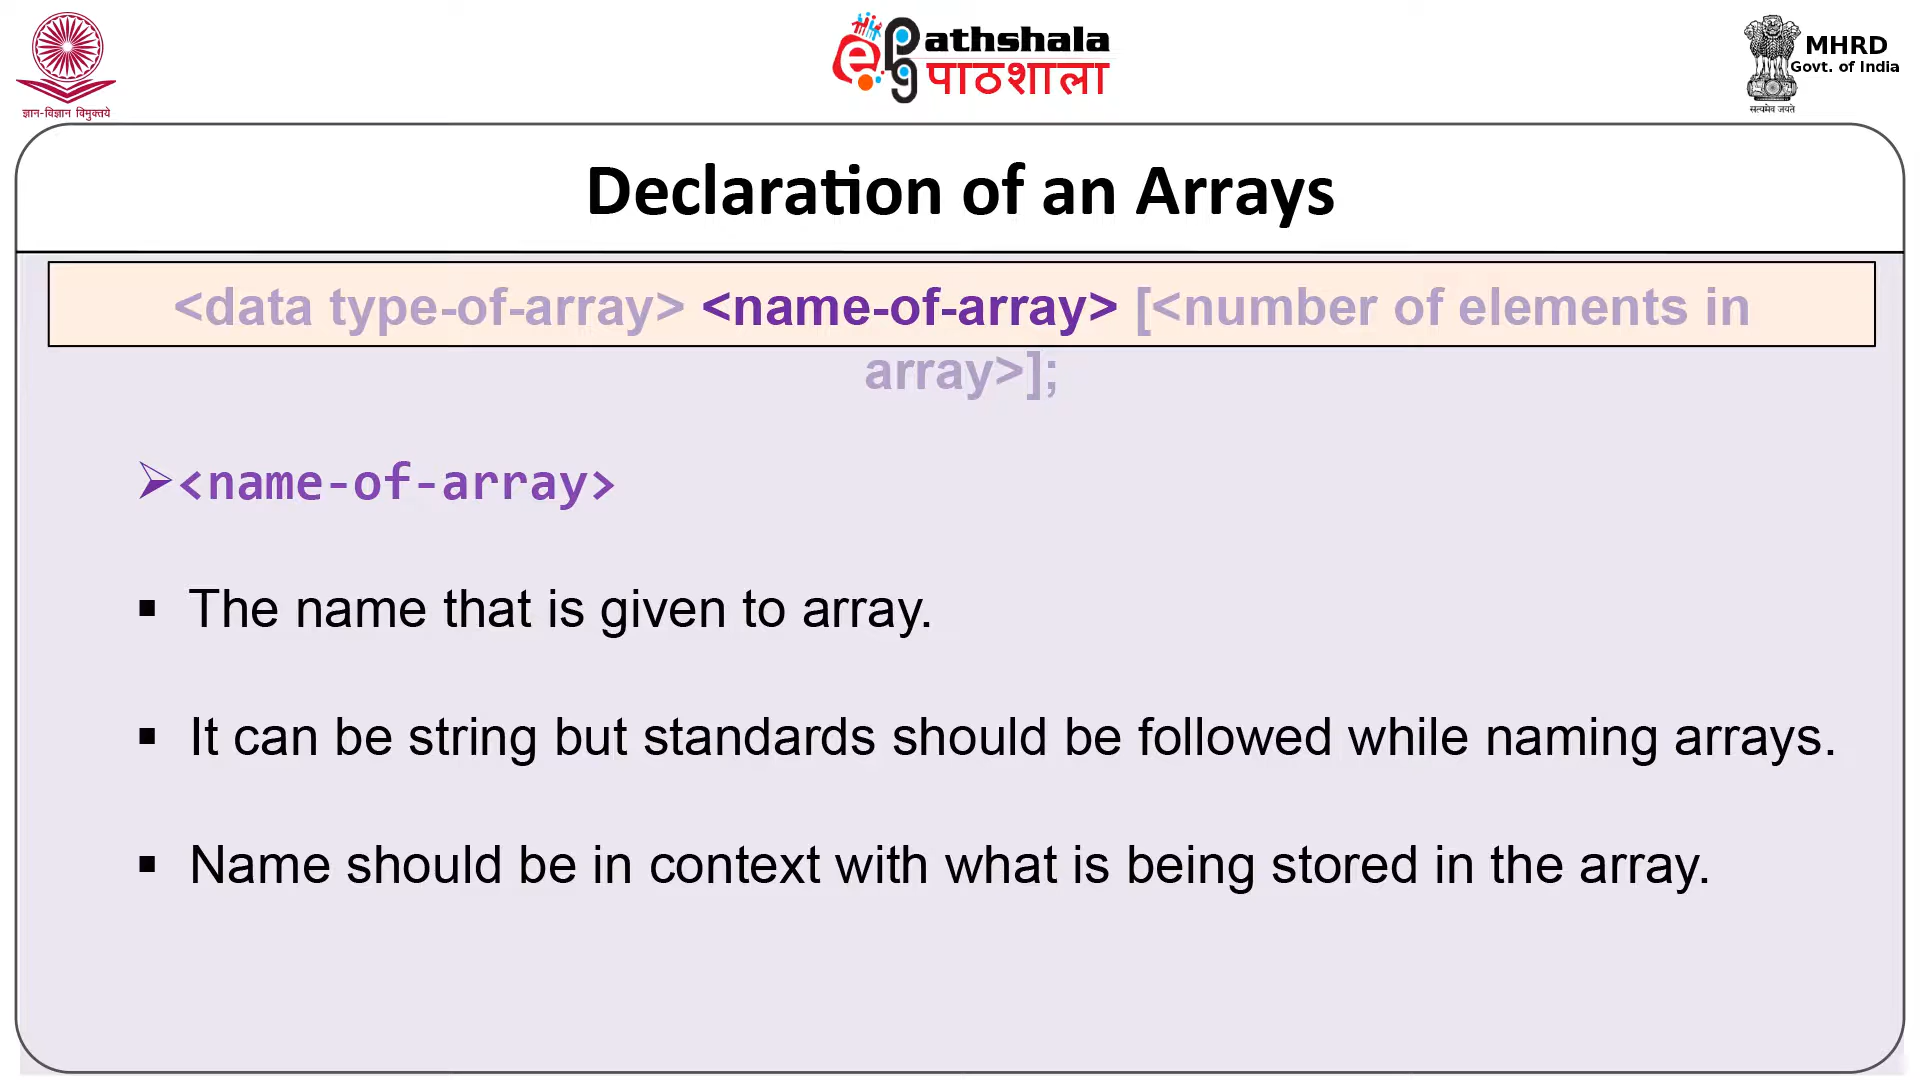 ज्ञान-विज्ञान विमुक्तये
e pg Pathshala
पाठशाला
MHRD
Govt. of India
सत्यमेव जयते
Declaration of an Arrays
<data type-of-array> <name-of-array> [<number of elements in
array>];
<name-of-array>
The name that is given to array.
It can be string but standards should be followed while naming arrays.
Name should be in context with what is being stored in the array.